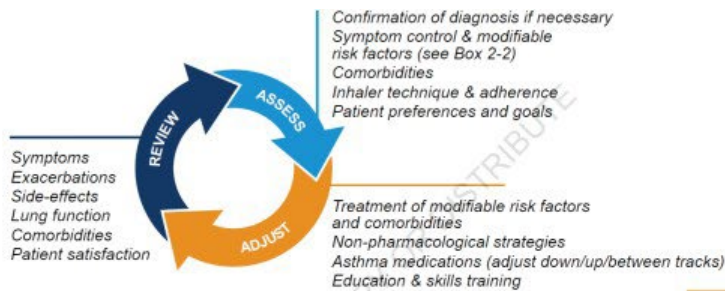 Confirmation of diagnosis if necessary
Symptom control & modifiable
risk factors (see Box 2-2)
Comorbidities
Inhaler technique & adherence
Patient preferences and goals
ASSESS
REVIEW
Symptoms
Exacerbations
Side-effects
Lung function
Comorbidities
Patient satisfaction
ADJUST
Treatment of modifiable risk factors
and comorbidities
Non-pharmacological strategies
Asthma medications (adjust down/up/between tracks)
Education & skills training
DISTRIBUTE